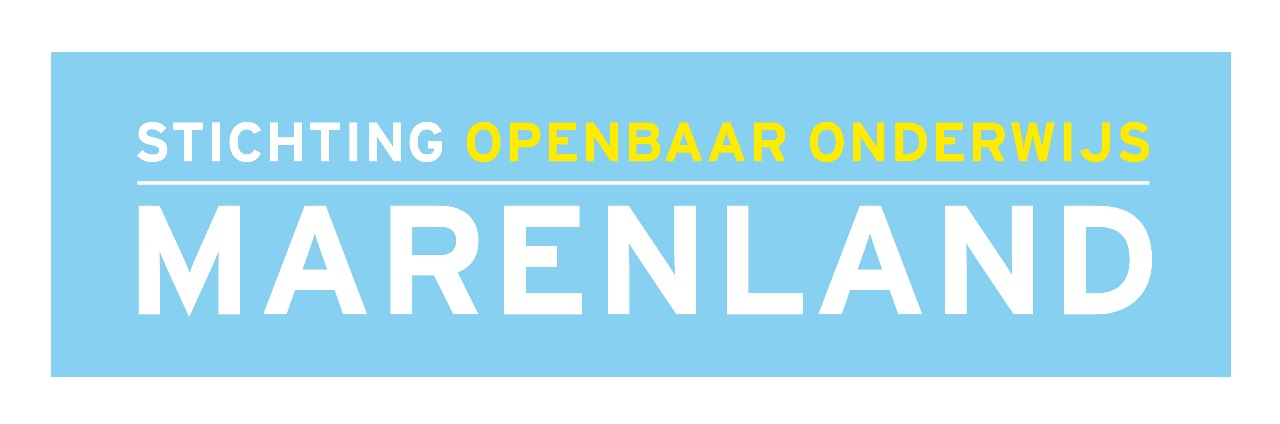 STICHTING OPENBAAR ONDERWIJS
MARENLAND